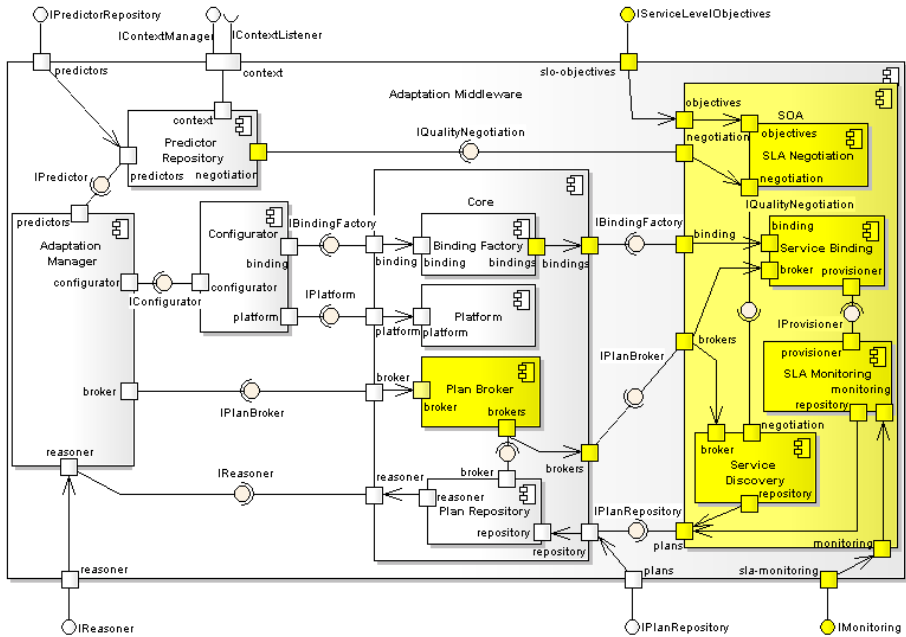 IPredictorRepository
IContextManager
IContextListener
IServiceLevelObjectives
predictors
context
slo-objectives
Adaptation Middleware
context
Predictor
Repository
predictors
negotiation
IPredictor
IQualityNegotiation
objectives
SOA
negotiation
objectives
SLA Negotiation
negotiation
IQualityNegotiation
predictors
Adaptation
Manager
configurator
IConfigurator
Configurator
configurator
binding
platform
IBindingFactory
IPlatform
Core
Binding Factory
binding
binding
bindings
bindings
IBindingFactory
binding
binding
Service Binding
broker
provisioner
Platform
platform
platform
IProvisioner
provisioner
SLA Monitoring
monitoring
repository
IPlanBroker
brokers
broker
IPlanBroker
broker
Plan Broker
broker
brokers
brokers
broker
negotiation
broker
Service
Discovery
repository
reasoner
IReasoner
reasoner
reasoner
Plan Repository
repository
repository
IPlanRepository
plans
monitoring
reasoner
plans
sla-monitoring
IReasoner
IPlanRepository
IMonitoring